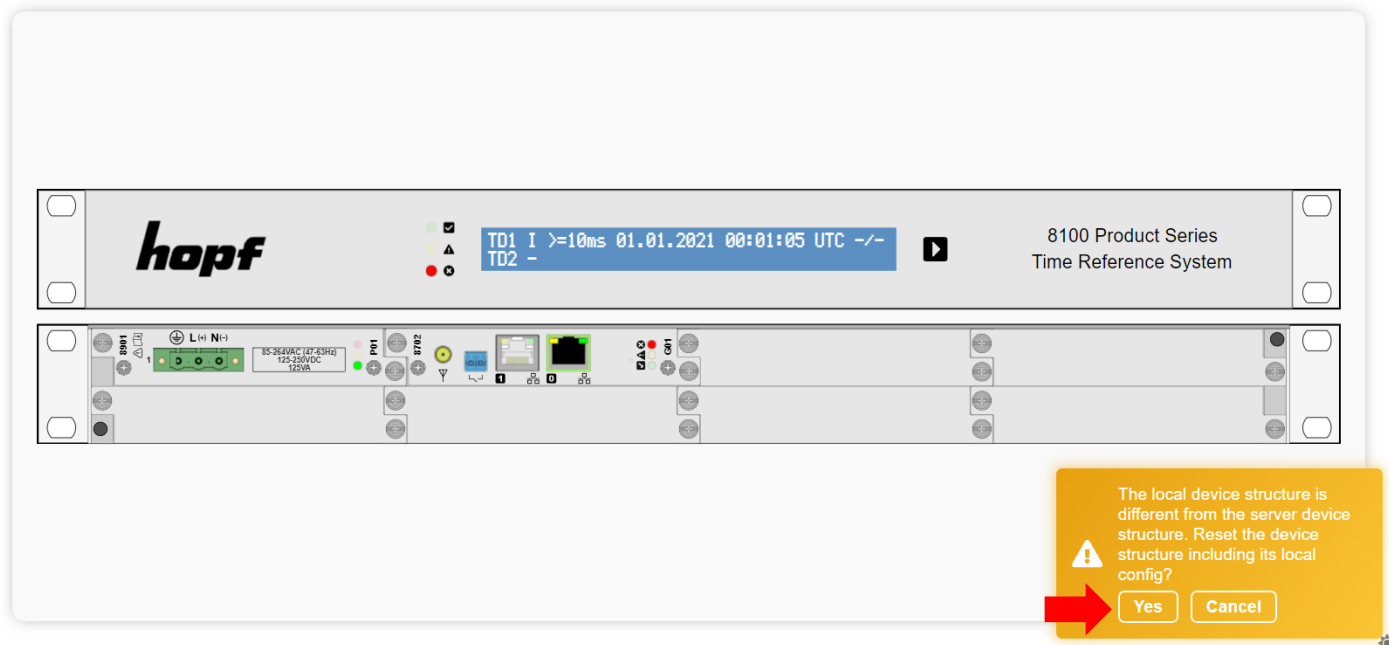 hopf
TD1 I >=10ms 01.01.2021 00:01:05 UTC -/-
TD2 -
8100 Product Series
Time Reference System
8901
1
L(+) N(-)
85-264VAC (47-63Hz)
125-250VDC
125VA
P01
8702
1
0
G01
The local device structure is
different from the server device
structure. Reset the device
structure including its local
config?
Yes
Cancel